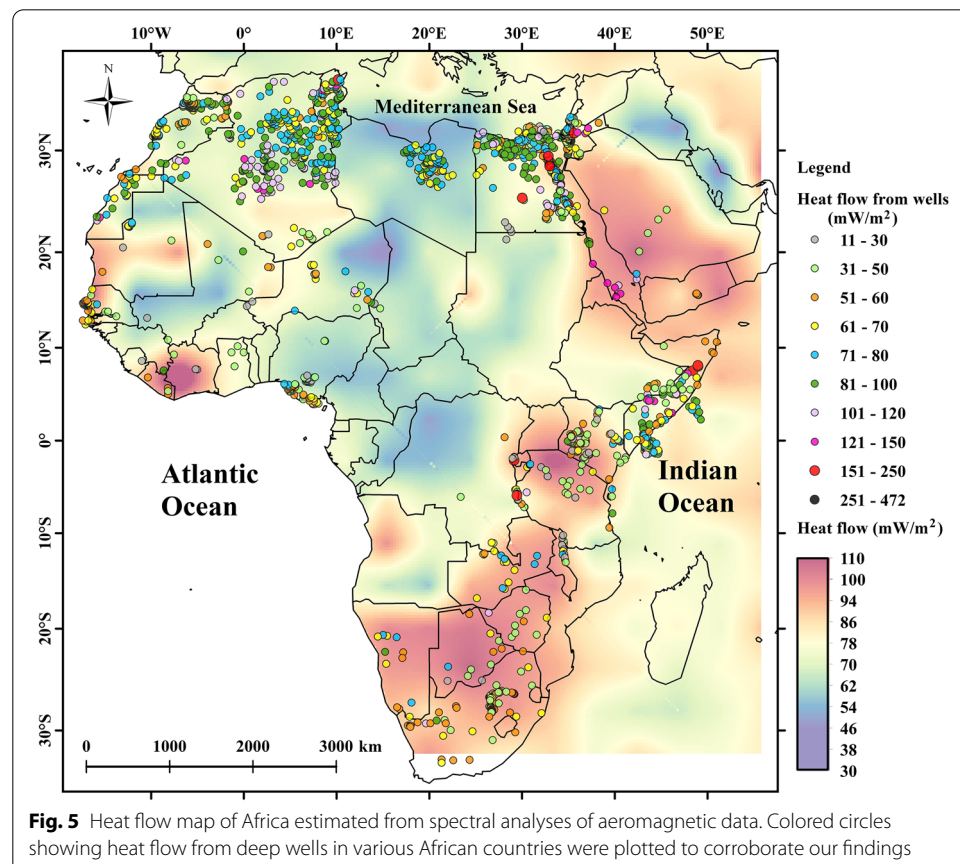 10°W 0° 10°E 20°E 30°E 40°E 50°E
N
Mediterranean Sea
30°N
20°N
10°N
0°
10°S
20°S
30°S
Atlantic
Ocean
Indian
Ocean
0 1000 2000 3000 km
Legend
Heat flow from wells
(mW/m²)
11 - 30
31 - 50
51 - 60
61 - 70
71 - 80
81 - 100
101 - 120
121 - 150
151 - 250
251 - 472
Heat flow (mW/m²)
110
100
94
86
78
70
62
54
46
38
30
Fig. 5 Heat flow map of Africa estimated from spectral analyses of aeromagnetic data. Colored circles
showing heat flow from deep wells in various African countries were plotted to corroborate our findings